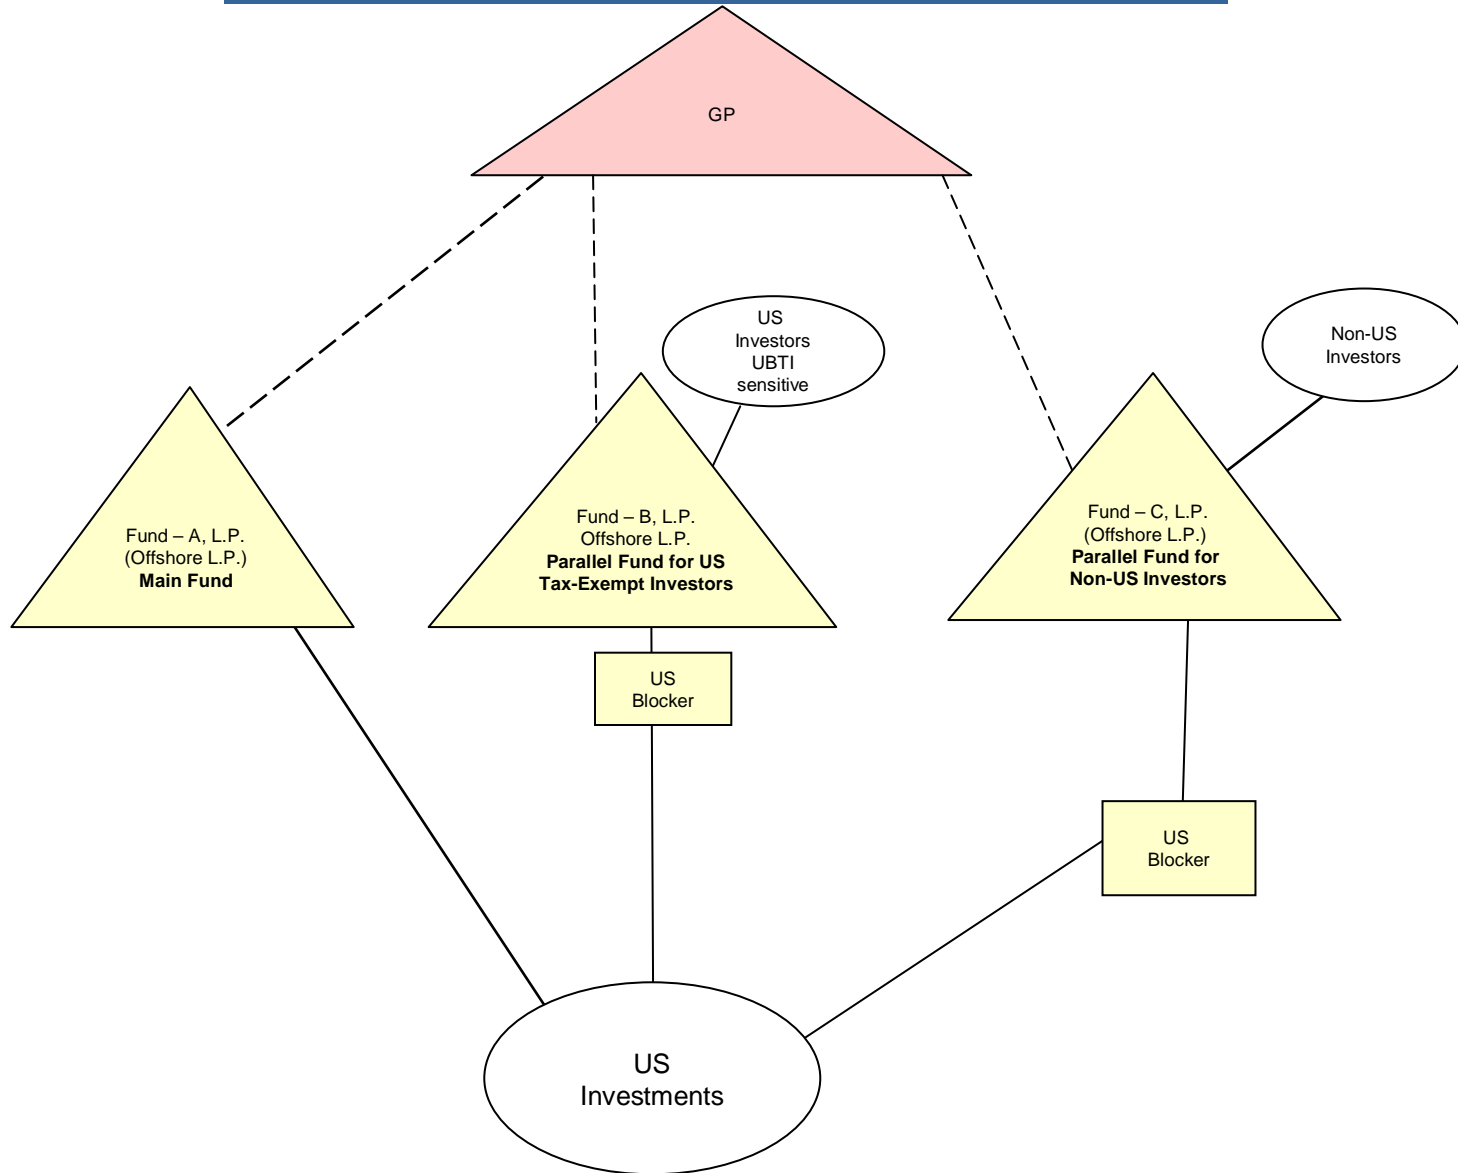 GP
US
Investors
UBTI
sensitive
Non-US
Investors
Fund – A, L.P.
(Offshore L.P.)
Main Fund
Fund – B, L.P.
Offshore L.P.
Parallel Fund for US
Tax-Exempt Investors
Fund – C, L.P.
(Offshore L.P.)
Parallel Fund for
Non-US Investors
US
Blocker
US
Blocker
US
Investments